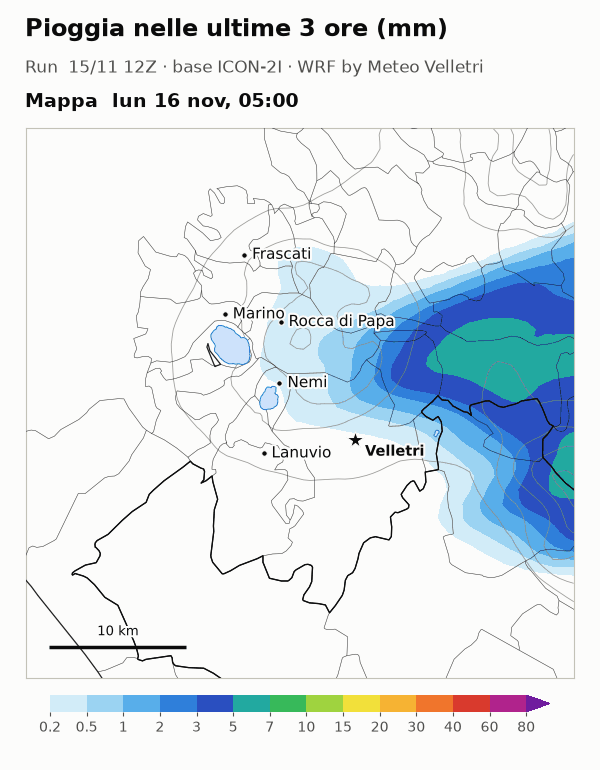 Pioggia nelle ultime 3 ore (mm)
Run  15/11 12Z · base ICON-2I · WRF by Meteo Velletri
Mappa  lun 16 nov, 05:00
Frascati
Marino
Rocca di Papa
Nemi
Velletri
Lanuvio
10 km
0.2 0.5 1 2 3 5 7 10 15 20 30 40 60 80